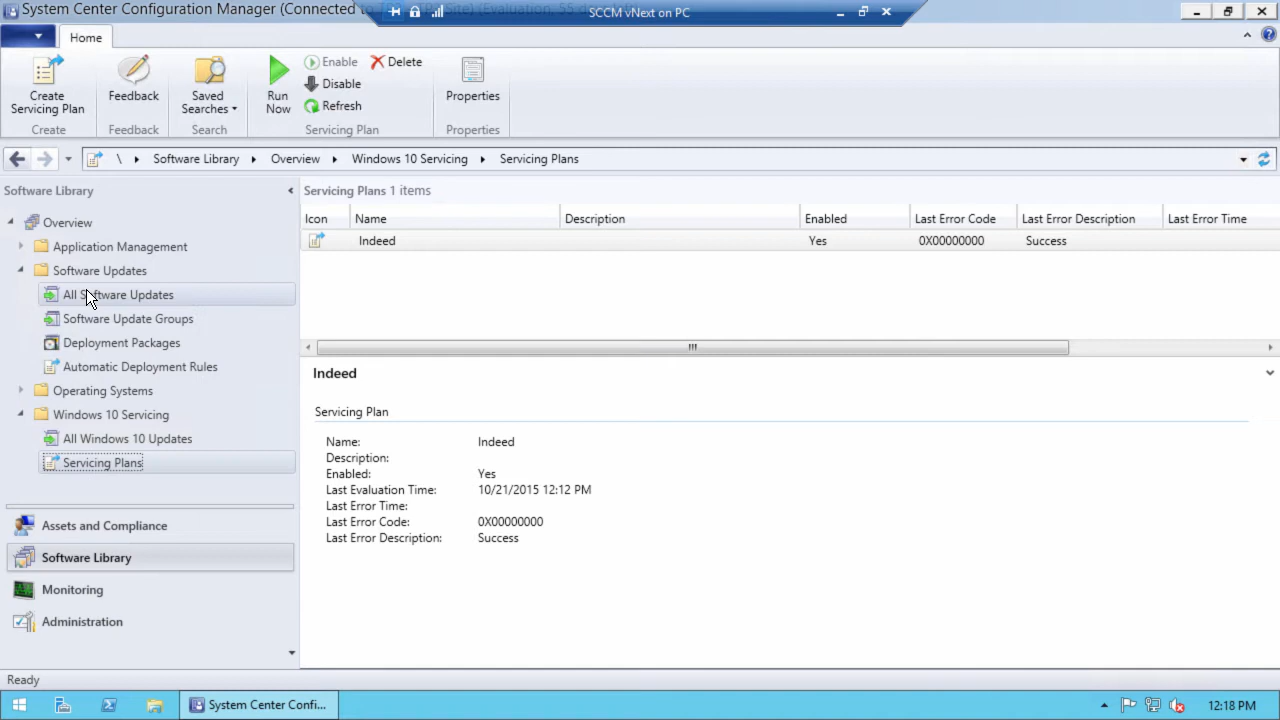 System Center Configuration Manager (Connected to Site) (Evaluation, 55
SCCM vNext on PC
Home
Create Servicing Plan
Feedback
Saved Searches
Run Now
Enable
Disable
Refresh
Delete
Properties
Create
Feedback
Search
Servicing Plan
Properties
\ Software Library Overview Windows 10 Servicing Servicing Plans
Software Library
Overview
Application Management
Software Updates
All Software Updates
Software Update Groups
Deployment Packages
Automatic Deployment Rules
Operating Systems
Windows 10 Servicing
All Windows 10 Updates
Servicing Plans
Assets and Compliance
Software Library
Monitoring
Administration
Servicing Plans 1 items
Icon Name Description Enabled Last Error Code Last Error Description Last Error Time
Indeed Yes 0X00000000 Success
Indeed
Servicing Plan
Name: Indeed
Description:
Enabled: Yes
Last Evaluation Time: 10/21/2015 12:12 PM
Last Error Time:
Last Error Code: 0X00000000
Last Error Description: Success
Ready
System Center Confi...
12:18 PM